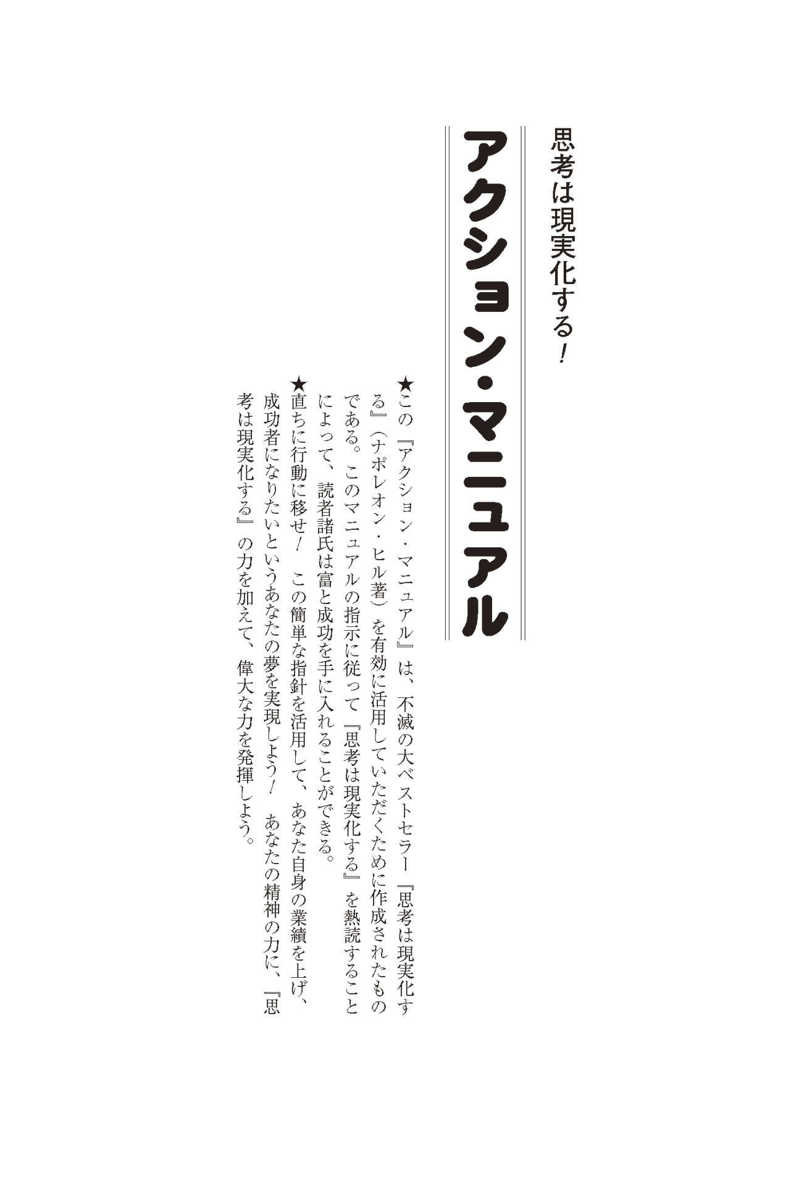 思考は現実化する！
アクション・マニュアル
★この『アクション・マニュアル』は、不滅の大ベストセラー『思考は現実化す
る』（ナポレオン・ヒル著）を有効に活用していただくために作成されたもの
である。このマニュアルの指示に従って『思考は現実化する』を熱読すること
によって、読者諸氏は富と成功を手に入れることができる。
★直ちに行動に移せ！　この簡単な指針を活用して、あなた自身の業績を上げ、
成功者になりたいというあなたの夢を実現しよう！　あなたの精神の力に、『思
考は現実化する』の力を加えて、偉大な力を発揮しよう。